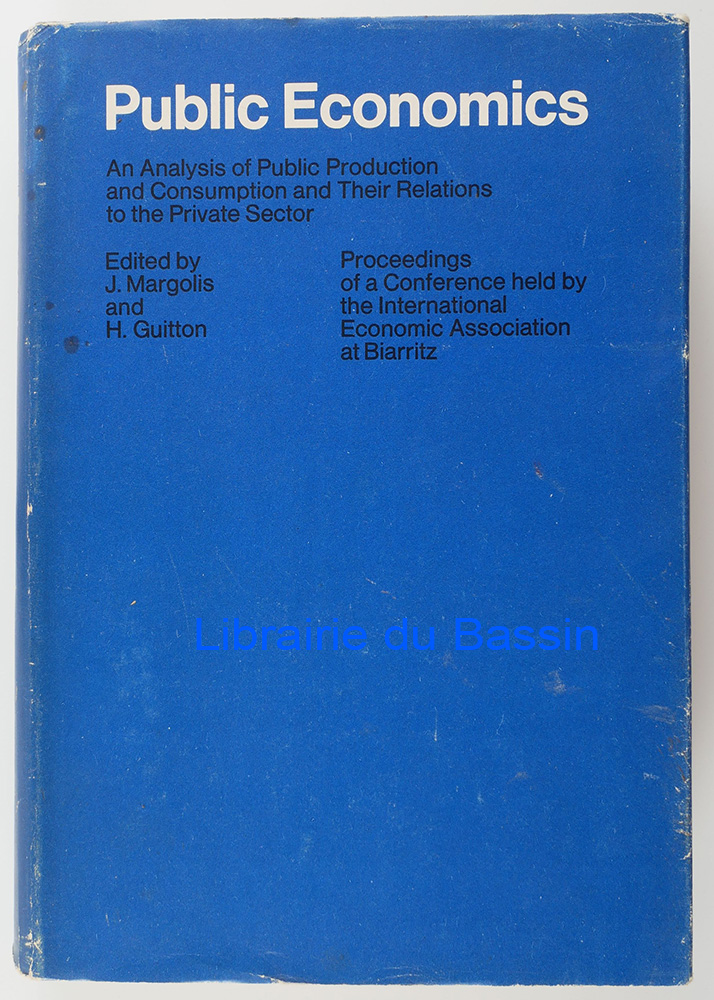 Public Economics
An Analysis of Public Production
and Consumption and Their Relations
to the Private Sector
Edited by
J. Margolis
and
H. Guitton
Proceedings
of a Conference held by
the International
Economic Association
at Biarritz
Librairie du Bassin